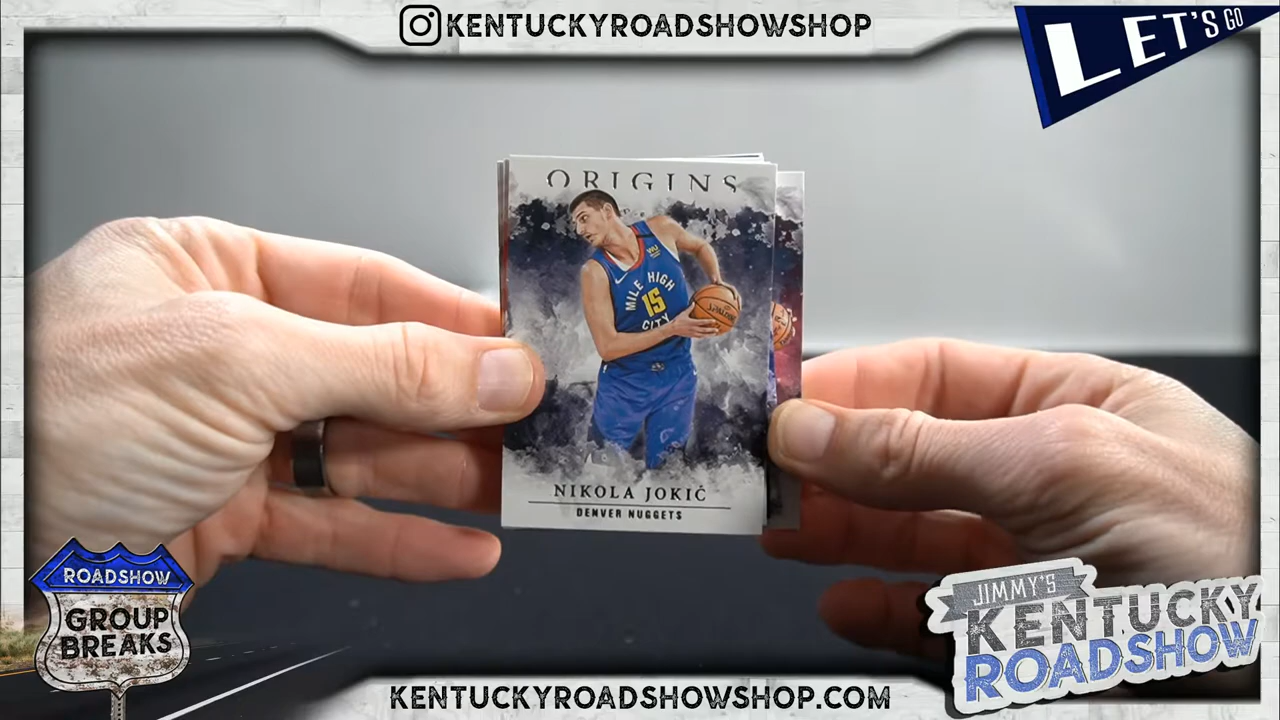 KENTUCKYROADSHOWSHOP
LET'S GO
ORIGINS
MILE HIGH
15
CITY
SPALDING
NIKOLA JOKIĆ
DENVER NUGGETS
ROADSHOW
GROUP
BREAKS
JIMMY'S
KENTUCKY
ROADSHOW
KENTUCKYROADSHOWSHOP.COM